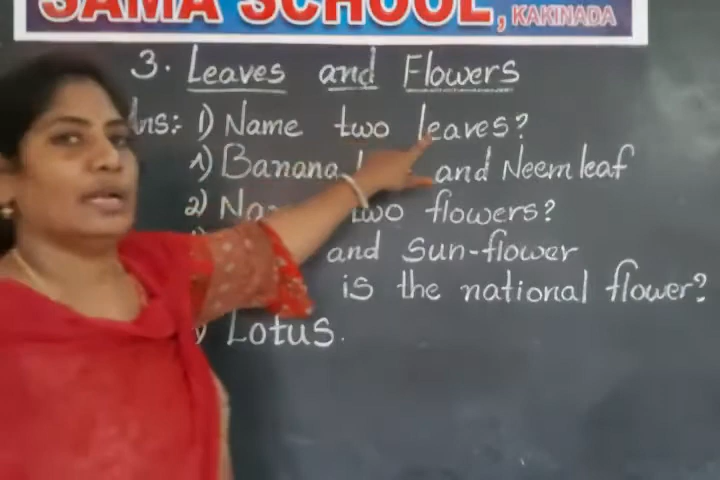 SAMA SCHOOL, KAKINADA
3. Leaves and Flowers
Ans:- 1) Name two leaves?
1) Banana and Neem leaf
2) two flowers?
and Sun-flower
is the national flower?
Lotus.